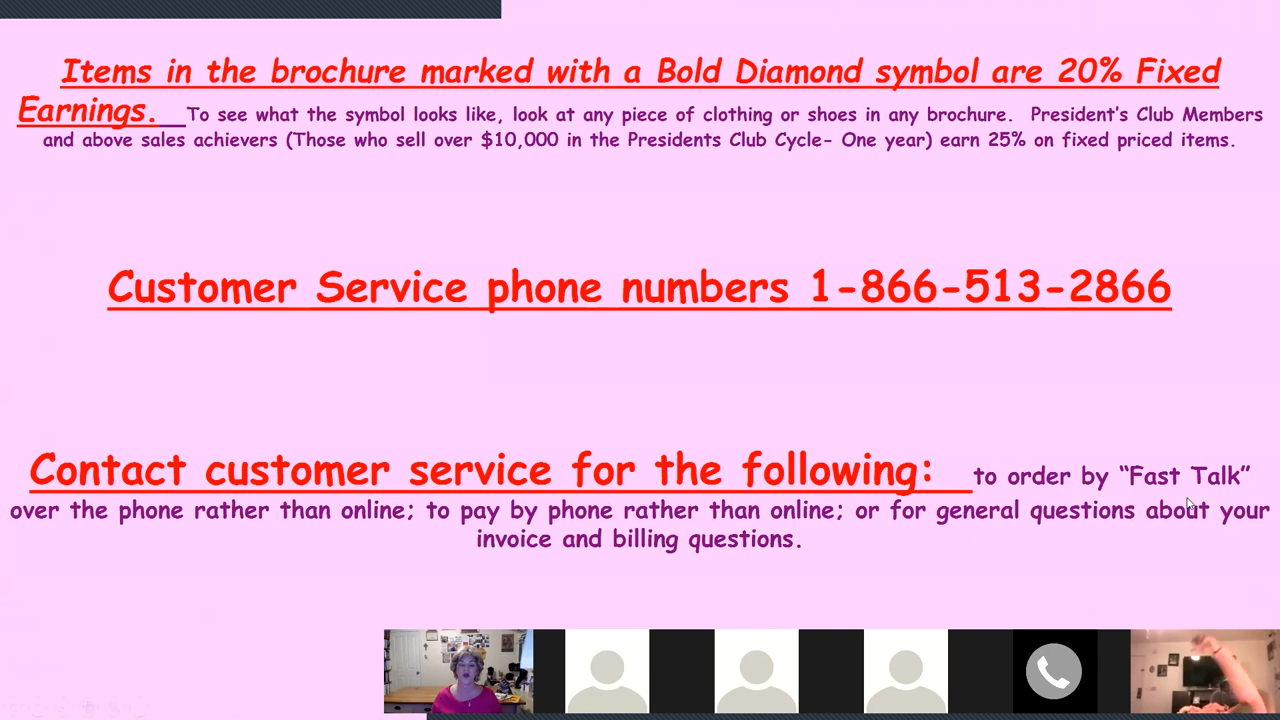 Items in the brochure marked with a Bold Diamond symbol are 20% Fixed
Earnings. To see what the symbol looks like, look at any piece of clothing or shoes in any brochure. President's Club Members
and above sales achievers (Those who sell over $10,000 in the Presidents Club Cycle- One year) earn 25% on fixed priced items.
Customer Service phone numbers 1-866-513-2866
Contact customer service for the following: to order by “Fast Talk”
over the phone rather than online; to pay by phone rather than online; or for general questions about your
invoice and billing questions.